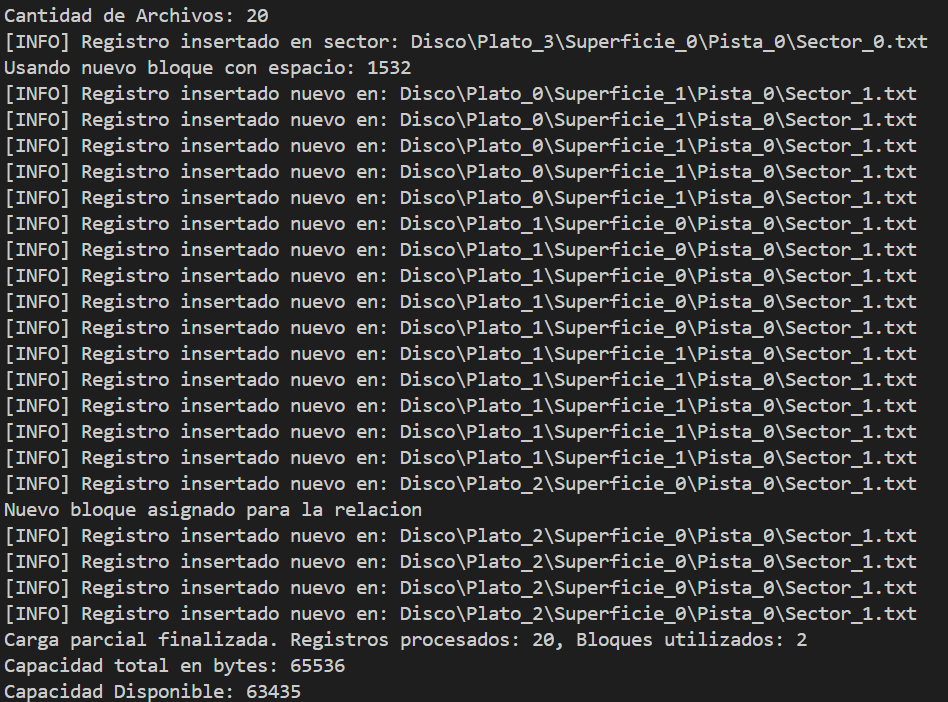 Cantidad de Archivos: 20
[INFO] Registro insertado en sector: Disco\Plato_3\Superficie_0\Pista_0\Sector_0.txt
Usando nuevo bloque con espacio: 1532
[INFO] Registro insertado nuevo en: Disco\Plato_0\Superficie_1\Pista_0\Sector_1.txt
[INFO] Registro insertado nuevo en: Disco\Plato_0\Superficie_1\Pista_0\Sector_1.txt
[INFO] Registro insertado nuevo en: Disco\Plato_0\Superficie_1\Pista_0\Sector_1.txt
[INFO] Registro insertado nuevo en: Disco\Plato_0\Superficie_1\Pista_0\Sector_1.txt
[INFO] Registro insertado nuevo en: Disco\Plato_0\Superficie_1\Pista_0\Sector_1.txt
[INFO] Registro insertado nuevo en: Disco\Plato_1\Superficie_0\Pista_0\Sector_1.txt
[INFO] Registro insertado nuevo en: Disco\Plato_1\Superficie_0\Pista_0\Sector_1.txt
[INFO] Registro insertado nuevo en: Disco\Plato_1\Superficie_0\Pista_0\Sector_1.txt
[INFO] Registro insertado nuevo en: Disco\Plato_1\Superficie_0\Pista_0\Sector_1.txt
[INFO] Registro insertado nuevo en: Disco\Plato_1\Superficie_0\Pista_0\Sector_1.txt
[INFO] Registro insertado nuevo en: Disco\Plato_1\Superficie_1\Pista_0\Sector_1.txt
[INFO] Registro insertado nuevo en: Disco\Plato_1\Superficie_1\Pista_0\Sector_1.txt
[INFO] Registro insertado nuevo en: Disco\Plato_1\Superficie_1\Pista_0\Sector_1.txt
[INFO] Registro insertado nuevo en: Disco\Plato_1\Superficie_1\Pista_0\Sector_1.txt
[INFO] Registro insertado nuevo en: Disco\Plato_1\Superficie_1\Pista_0\Sector_1.txt
[INFO] Registro insertado nuevo en: Disco\Plato_2\Superficie_0\Pista_0\Sector_1.txt
Nuevo bloque asignado para la relacion
[INFO] Registro insertado nuevo en: Disco\Plato_2\Superficie_0\Pista_0\Sector_1.txt
[INFO] Registro insertado nuevo en: Disco\Plato_2\Superficie_0\Pista_0\Sector_1.txt
[INFO] Registro insertado nuevo en: Disco\Plato_2\Superficie_0\Pista_0\Sector_1.txt
[INFO] Registro insertado nuevo en: Disco\Plato_2\Superficie_0\Pista_0\Sector_1.txt
Carga parcial finalizada. Registros procesados: 20, Bloques utilizados: 2
Capacidad total en bytes: 65536
Capacidad Disponible: 63435